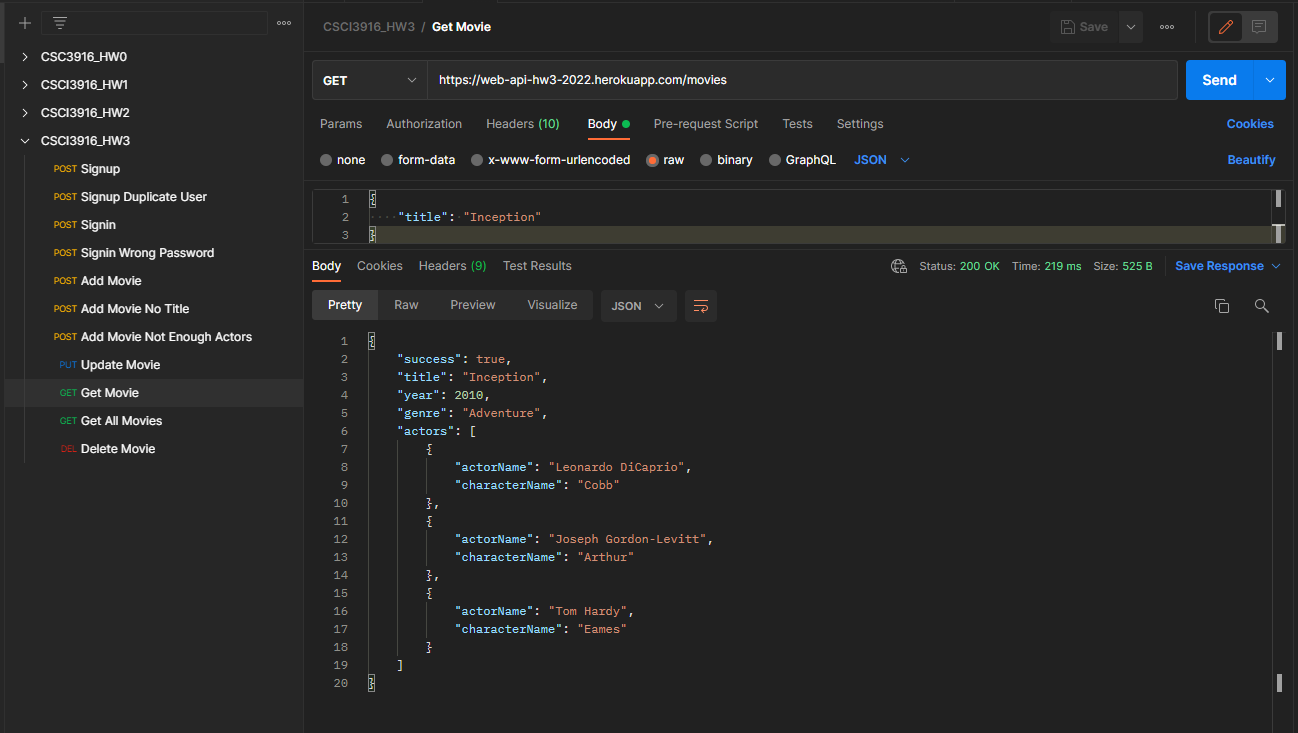 CSCI3916_HW3 / Get Movie
Save
CSC3916_HW0
CSCI3916_HW1
CSCI3916_HW2
CSCI3916_HW3
POST Signup
POST Signup Duplicate User
POST Signin
POST Signin Wrong Password
POST Add Movie
POST Add Movie No Title
POST Add Movie Not Enough Actors
PUT Update Movie
GET Get Movie
GET Get All Movies
DEL Delete Movie
GET https://web-api-hw3-2022.herokuapp.com/movies Send
Params Authorization Headers (10) Body Pre-request Script Tests Settings Cookies
none form-data x-www-form-urlencoded raw binary GraphQL JSON Beautify
1 {
2 "title": "Inception"
3 }
Body Cookies Headers (9) Test Results Status: 200 OK Time: 219 ms Size: 525 B Save Response
Pretty Raw Preview Visualize JSON
1 {
2 "success": true,
3 "title": "Inception",
4 "year": 2010,
5 "genre": "Adventure",
6 "actors": [
7 {
8 "actorName": "Leonardo DiCaprio",
9 "characterName": "Cobb"
10 },
11 {
12 "actorName": "Joseph Gordon-Levitt",
13 "characterName": "Arthur"
14 },
15 {
16 "actorName": "Tom Hardy",
17 "characterName": "Eames"
18 }
19 ]
20 }